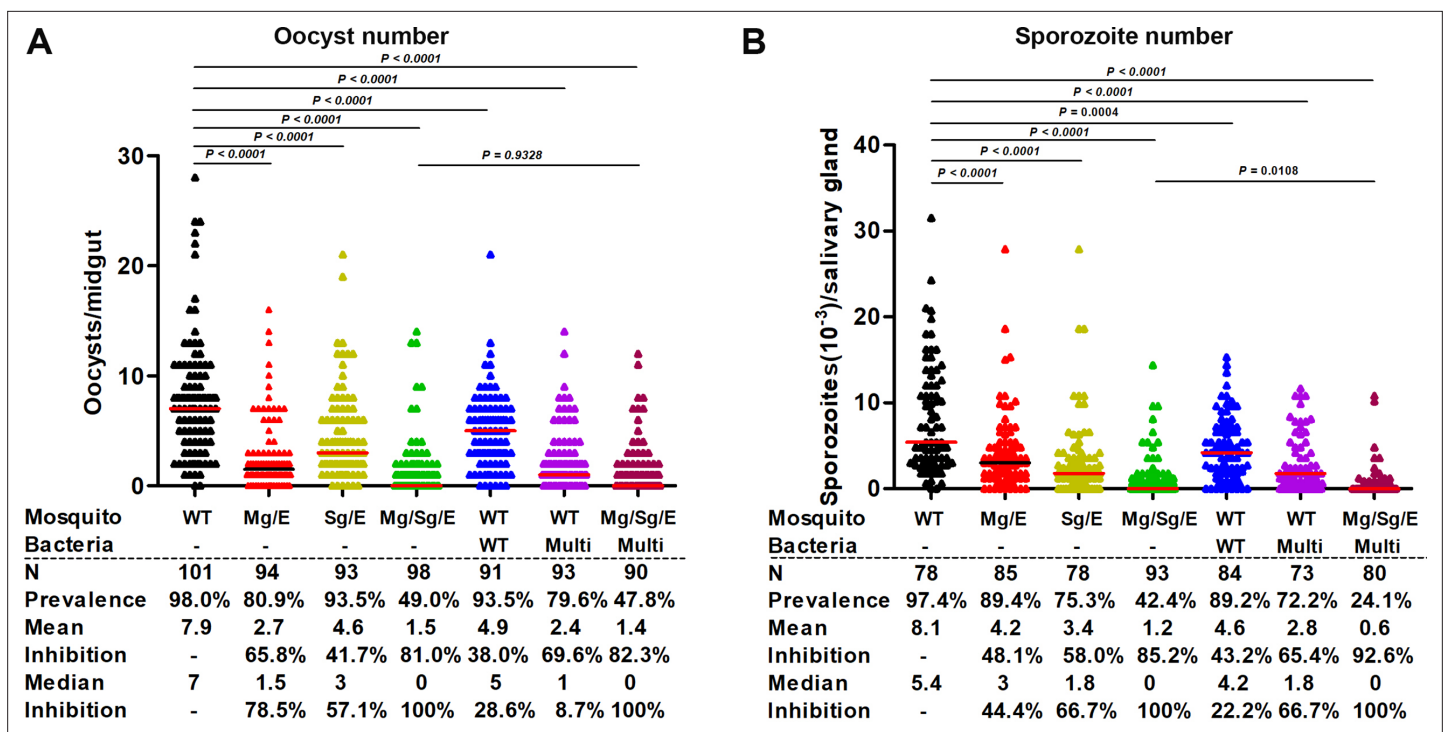 A
Oocyst number
P < 0.0001
P < 0.0001
P < 0.0001
P < 0.0001
P < 0.0001
P < 0.0001
P = 0.9328
30
20
10
0
Oocysts/midgut
Mosquito WT Mg/E Sg/E Mg/Sg/E WT WT Mg/Sg/E
Bacteria - - - - WT Multi Multi
N 101 94 93 98 91 93 90
Prevalence 98.0% 80.9% 93.5% 49.0% 93.5% 79.6% 47.8%
Mean 7.9 2.7 4.6 1.5 4.9 2.4 1.4
Inhibition - 65.8% 41.7% 81.0% 38.0% 69.6% 82.3%
Median 7 1.5 3 0 5 1 0
Inhibition - 78.5% 57.1% 100% 28.6% 8.7% 100%
B
Sporozoite number
P < 0.0001
P < 0.0001
P = 0.0004
P < 0.0001
P < 0.0001
P < 0.0001
P = 0.0108
40
30
20
10
0
Sporozoites(10⁻³)/salivary gland
Mosquito WT Mg/E Sg/E Mg/Sg/E WT WT Mg/Sg/E
Bacteria - - - - WT Multi Multi
N 78 85 78 93 84 73 80
Prevalence 97.4% 89.4% 75.3% 42.4% 89.2% 72.2% 24.1%
Mean 8.1 4.2 3.4 1.2 4.6 2.8 0.6
Inhibition - 48.1% 58.0% 85.2% 43.2% 65.4% 92.6%
Median 5.4 3 1.8 0 4.2 1.8 0
Inhibition - 44.4% 66.7% 100% 22.2% 66.7% 100%